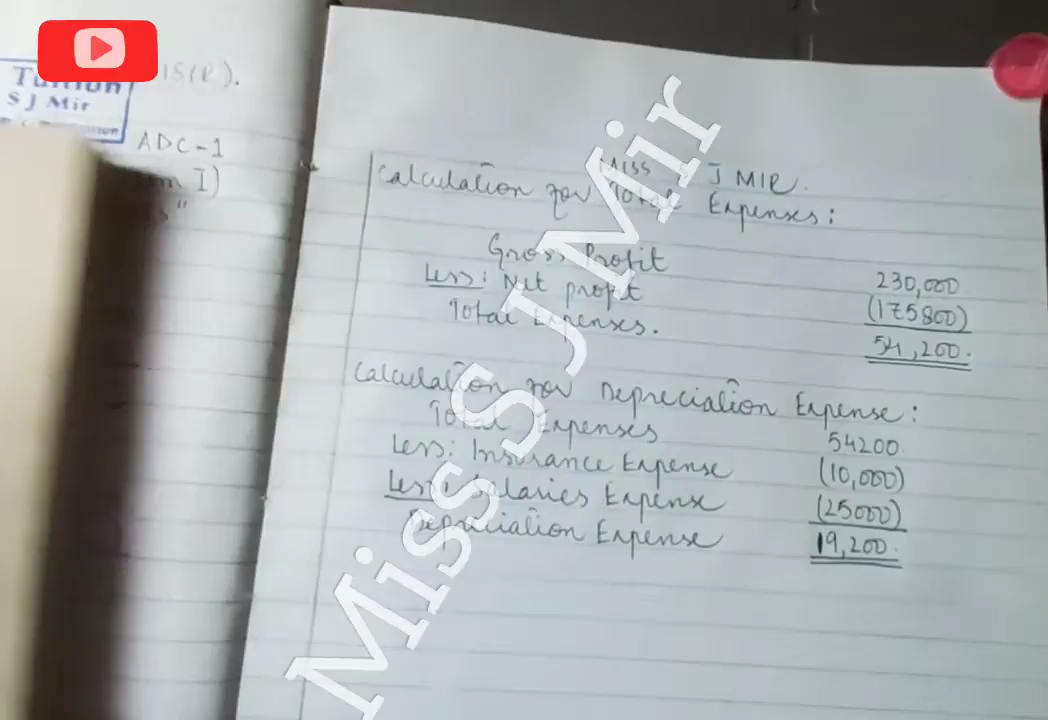 IS(R).
Tuition
S J Mir
ADC-1
I)
MISS S J MIR.
Calculation for Total Expenses:
Gross Profit 230,000
Less: Net profit (175800)
Total Expenses. 54,200.
Calculation for Depreciation Expense:
Total Expenses 54200
Less: Insurance Expense (10,000)
Less: Salaries Expense (25000)
Depreciation Expense 19,200.
Miss S J Mir